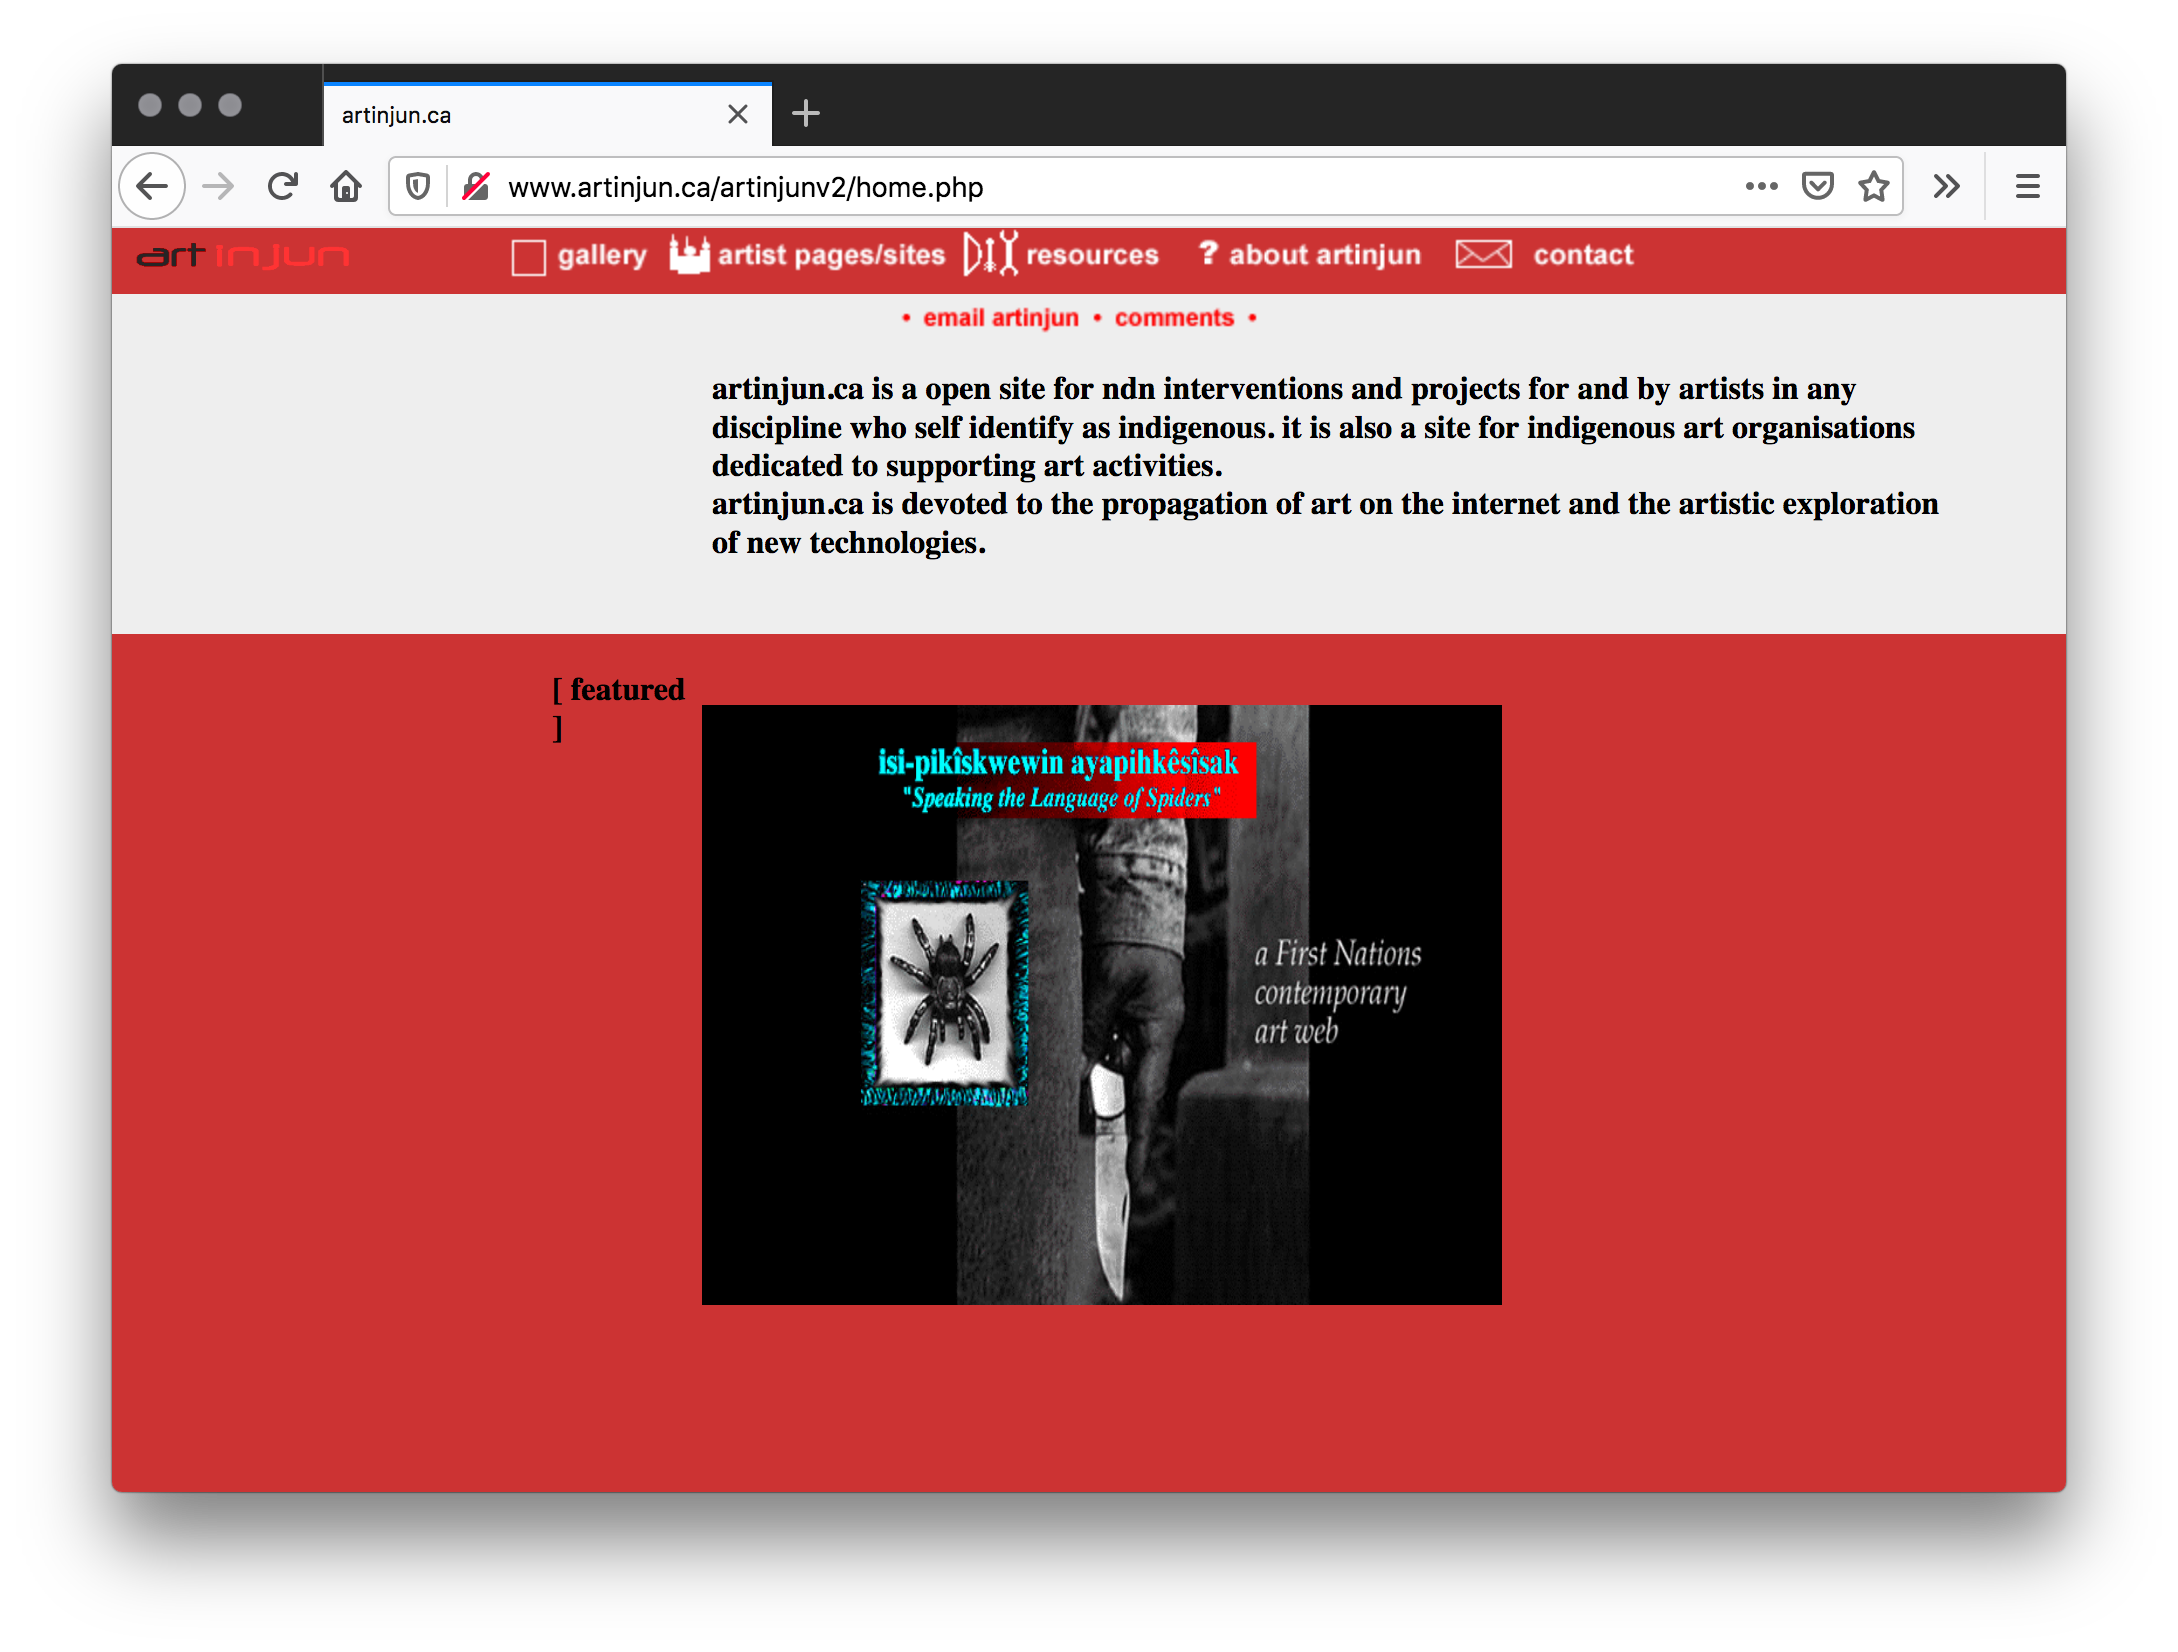 artinjun.ca
www.artinjun.ca/artinjunv2/home.php
art injun gallery artist pages/sites resources ? about artinjun contact
• email artinjun • comments •
artinjun.ca is a open site for ndn interventions and projects for and by artists in any
discipline who self identify as indigenous. it is also a site for indigenous art organisations
dedicated to supporting art activities.
artinjun.ca is devoted to the propagation of art on the internet and the artistic exploration
of new technologies.
[ featured
]
isi-pikîskwewin ayapihkêsîsak
"Speaking the Language of Spiders"
a First Nations
contemporary
art web